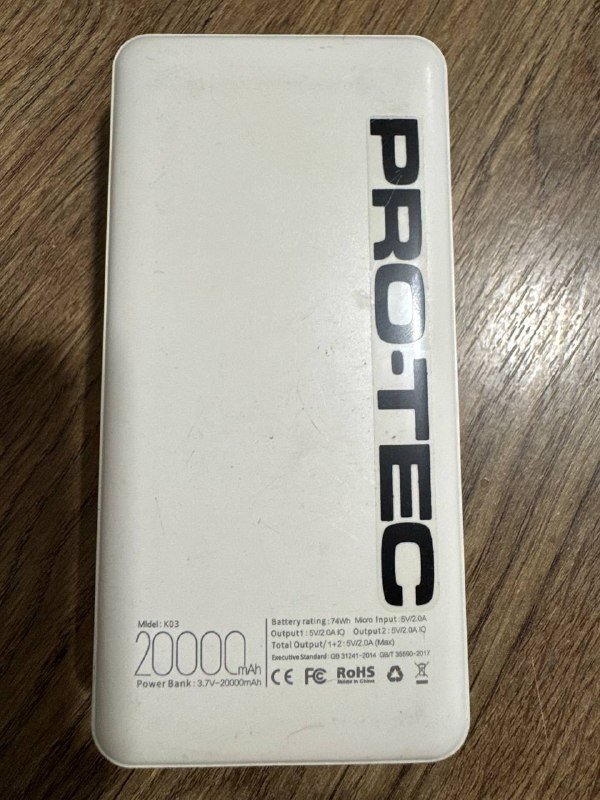 PRO·TEC
Mldel : K03
20000mAh
Power Bank : 3.7V-20000mAh
Battery rating : 74Wh Micro Input : 5V/2.0A
Output1 : 5V/2.0A IQ Output2 : 5V/2.0A IQ
Total Output/1+2 : 5V/2.0A (Max)
Executive Standard : GB 31241-2014 GB/T 35590-2017
CE FC RoHS
Made in China